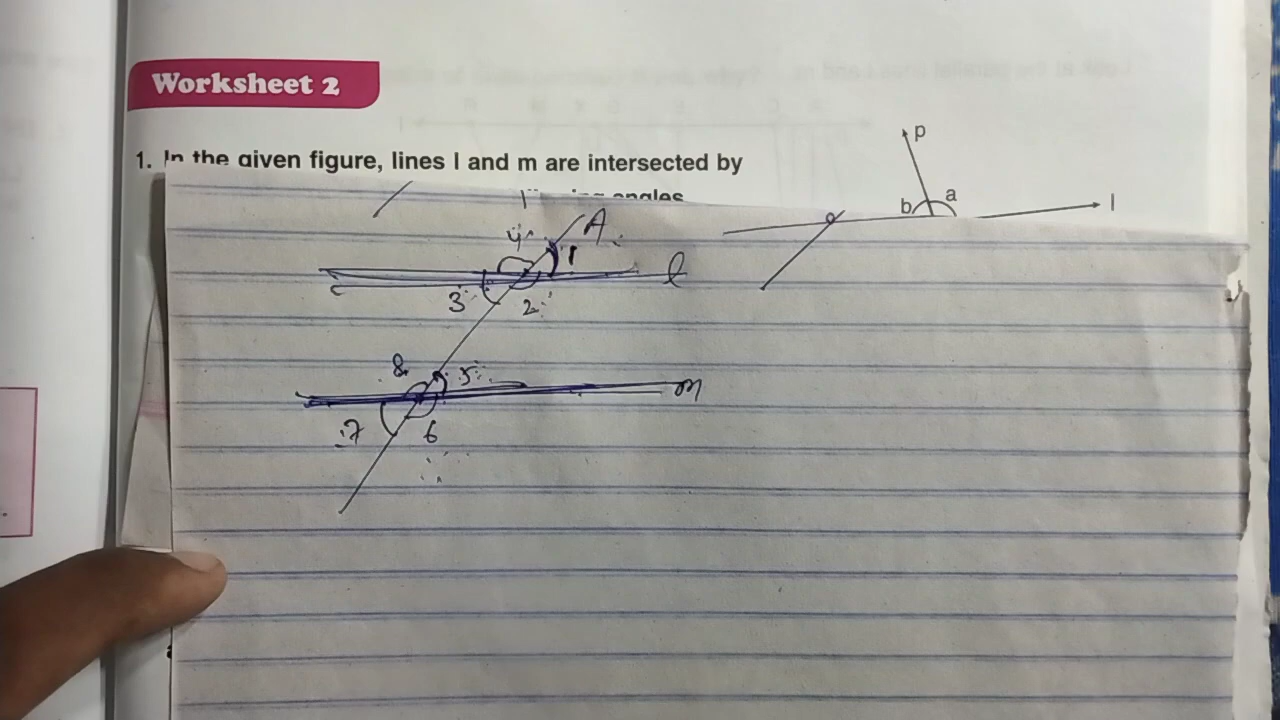 Worksheet 2
1. In the given figure, lines l and m are intersected by
angles
p
b a
l
A
4 1
l
3 2
8 5
m
7 6